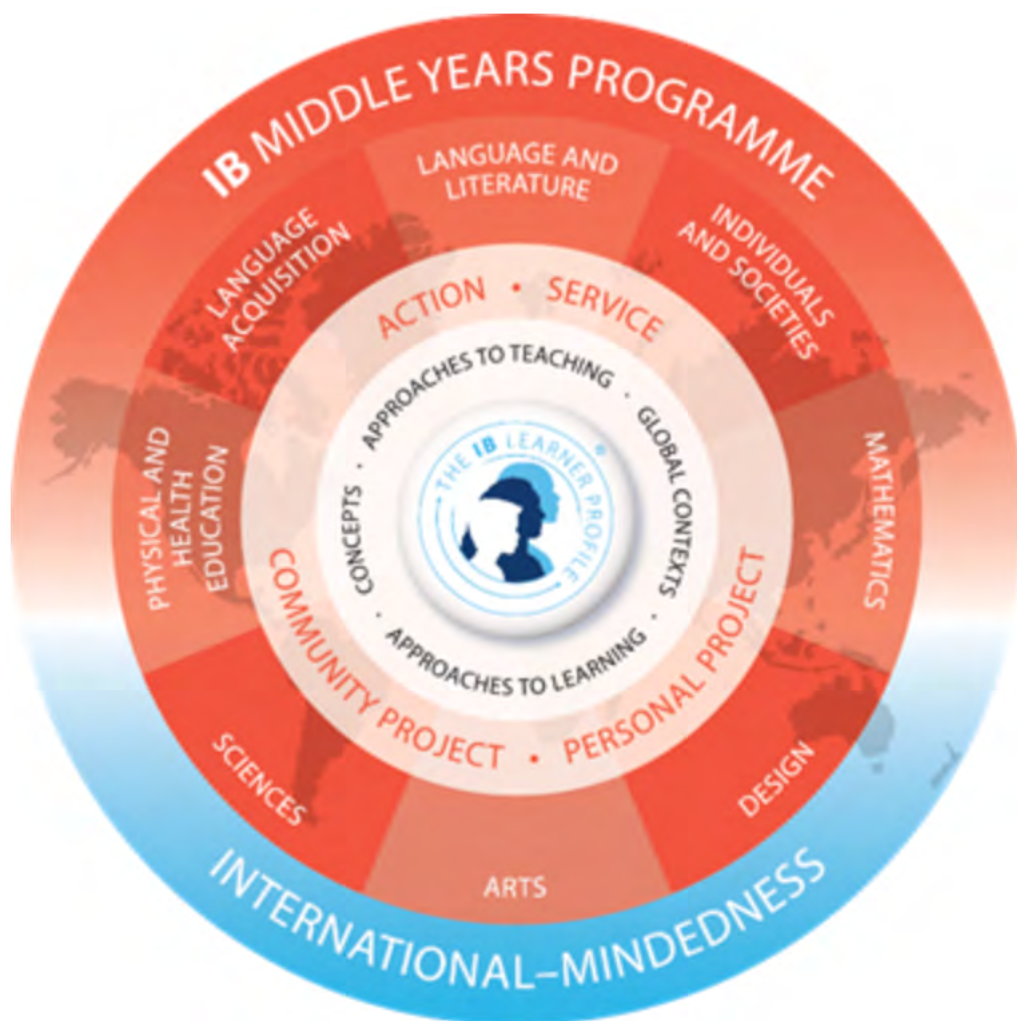 IB MIDDLE YEARS PROGRAMME
LANGUAGE AND
LITERATURE
INDIVIDUALS
AND SOCIETIES
MATHEMATICS
DESIGN
ARTS
SCIENCES
PHYSICAL AND
HEALTH
EDUCATION
LANGUAGE
ACQUISITION
ACTION • SERVICE
COMMUNITY PROJECT • PERSONAL PROJECT
APPROACHES TO TEACHING · GLOBAL CONTEXTS ·
APPROACHES TO LEARNING · CONCEPTS ·
THE IB LEARNER PROFILE ®
INTERNATIONAL–MINDEDNESS